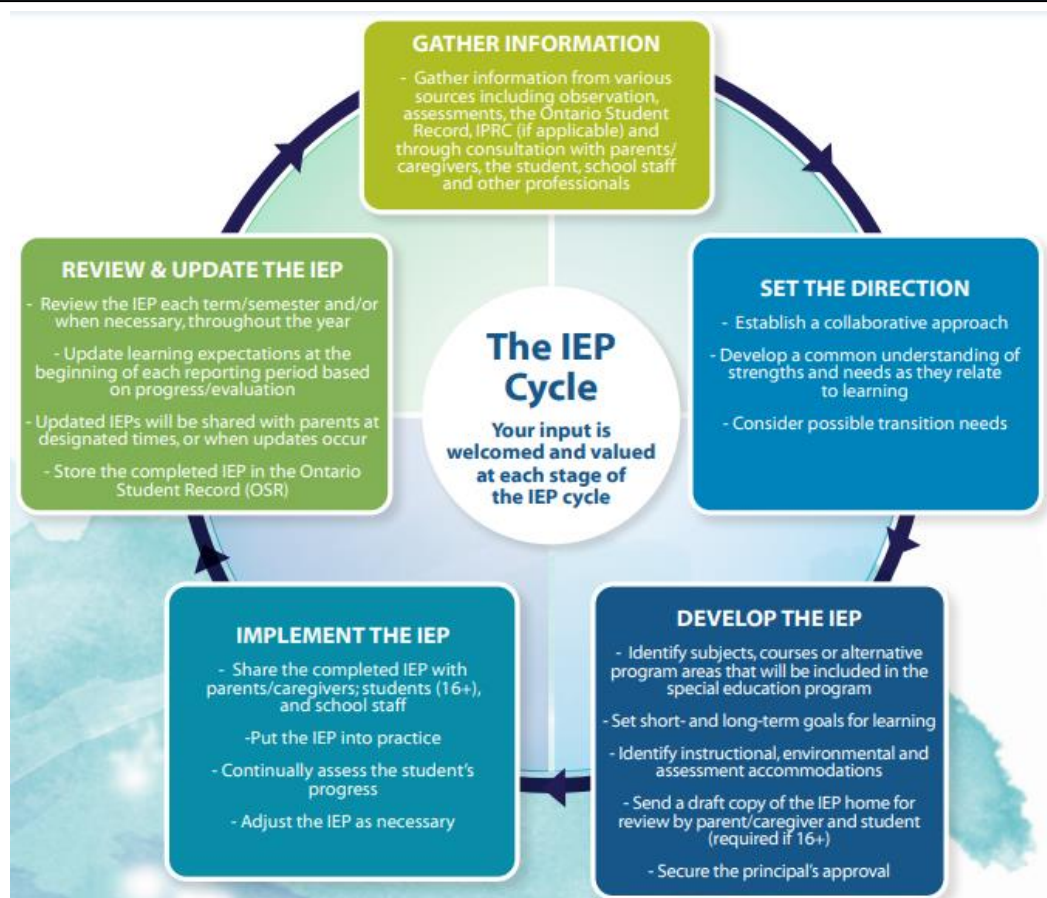 GATHER INFORMATION
- Gather information from various
sources including observation,
assessments, the Ontario Student
Record, IPRC (if applicable) and
through consultation with parents/
caregivers, the student, school staff
and other professionals
REVIEW & UPDATE THE IEP
- Review the IEP each term/semester and/or
when necessary, throughout the year
- Update learning expectations at the
beginning of each reporting period based
on progress/evaluation
- Updated IEPs will be shared with parents at
designated times, or when updates occur
- Store the completed IEP in the Ontario
Student Record (OSR)
The IEP
Cycle
Your input is
welcomed and valued
at each stage of
the IEP cycle
SET THE DIRECTION
- Establish a collaborative approach
- Develop a common understanding of
strengths and needs as they relate
to learning
- Consider possible transition needs
IMPLEMENT THE IEP
- Share the completed IEP with
parents/caregivers; students (16+),
and school staff
-Put the IEP into practice
- Continually assess the student's
progress
- Adjust the IEP as necessary
DEVELOP THE IEP
- Identify subjects, courses or alternative
program areas that will be included in the
special education program
- Set short- and long-term goals for learning
- Identify instructional, environmental and
assessment accommodations
- Send a draft copy of the IEP home for
review by parent/caregiver and student
(required if 16+)
- Secure the principal's approval